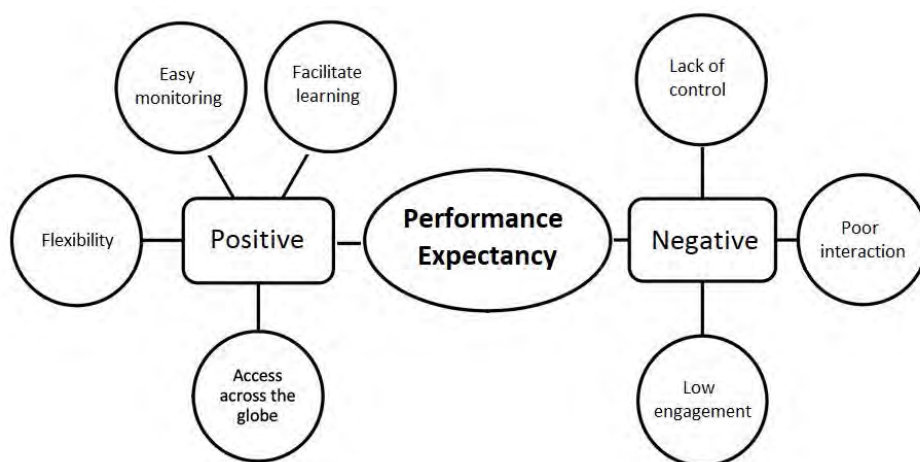 Easy
monitoring
Facilitate
learning
Lack of
control
Flexibility
Positive
Performance
Expectancy
Negative
Poor
interaction
Access
across the
globe
Low
engagement